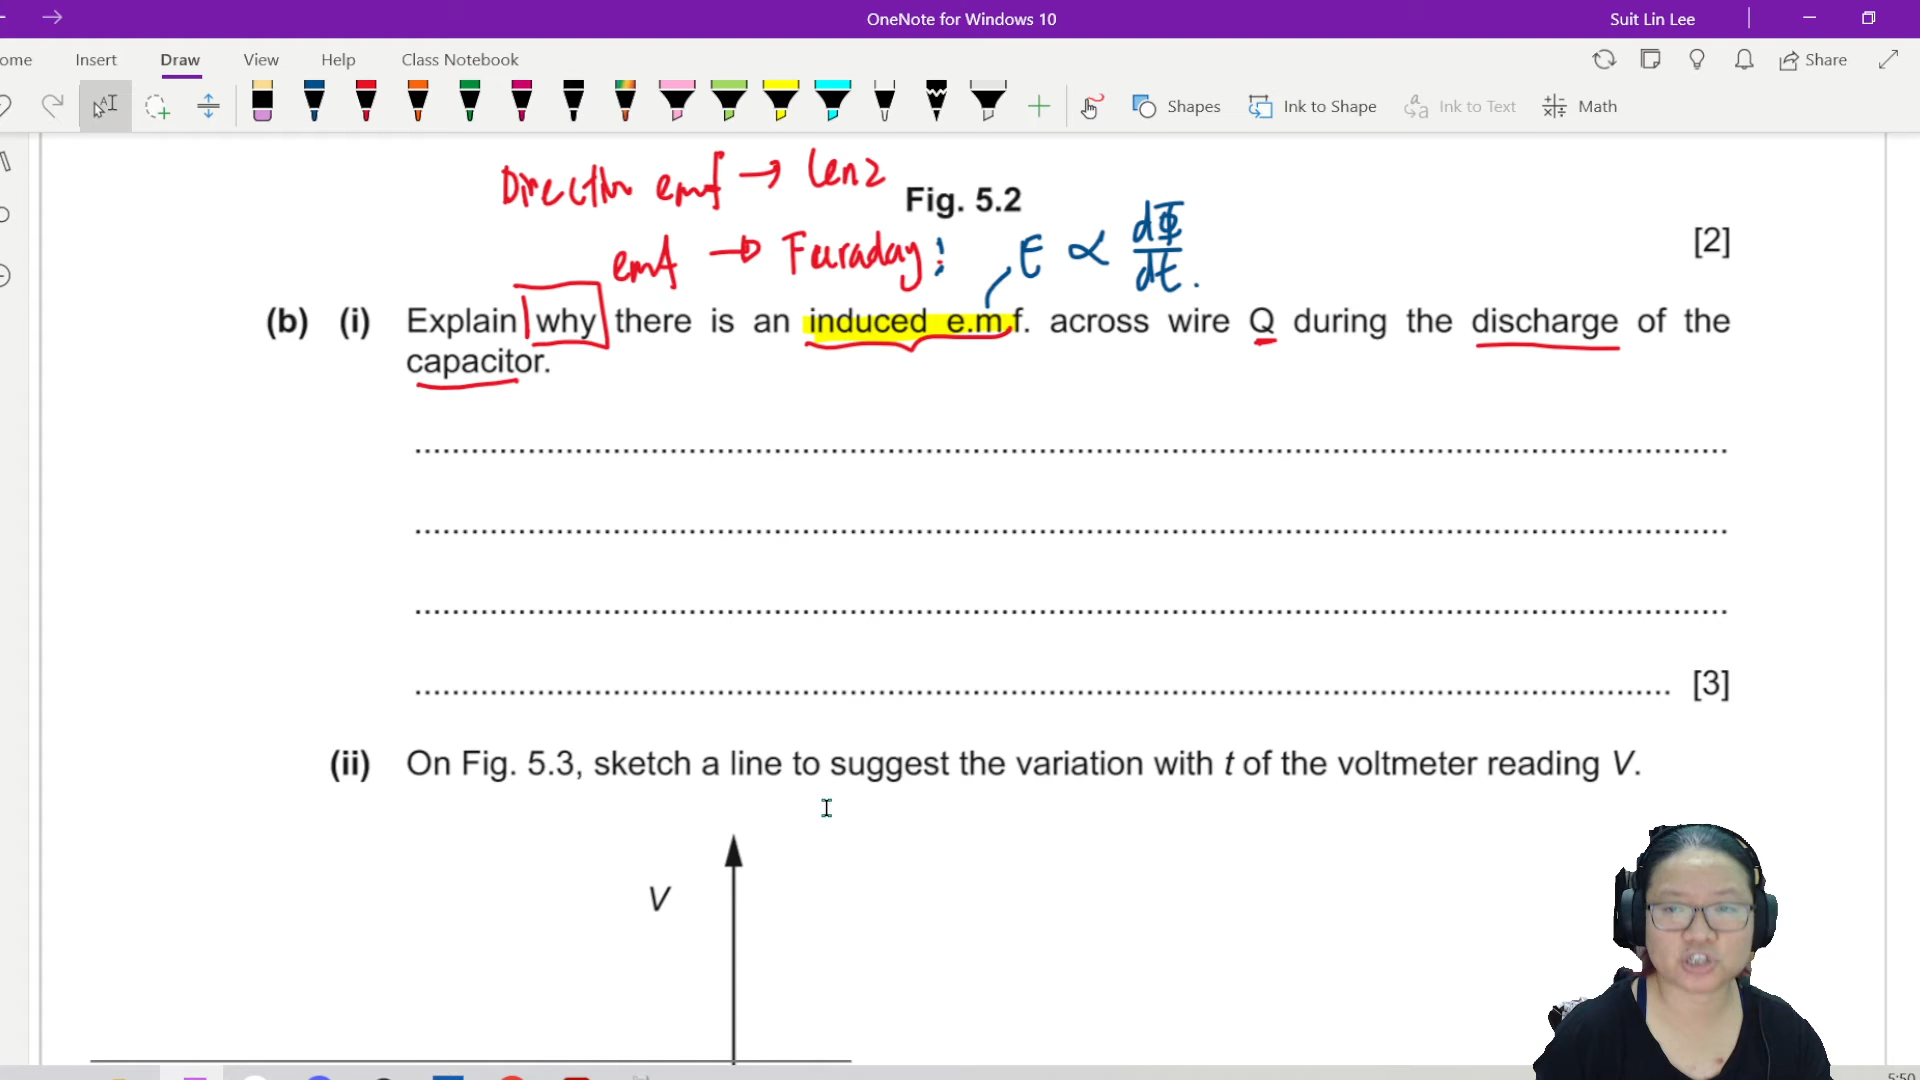 OneNote for Windows 10
Suit Lin Lee
ome Insert Draw View Help Class Notebook
Share
Shapes Ink to Shape Ink to Text Math
Direction emf → Lenz
Fig. 5.2
[2]
emf → Faraday : E ∝ dΦ/dt.
(b) (i) Explain why there is an induced e.m.f. across wire Q during the discharge of the
capacitor.
[3]
(ii) On Fig. 5.3, sketch a line to suggest the variation with t of the voltmeter reading V.
V
5:50